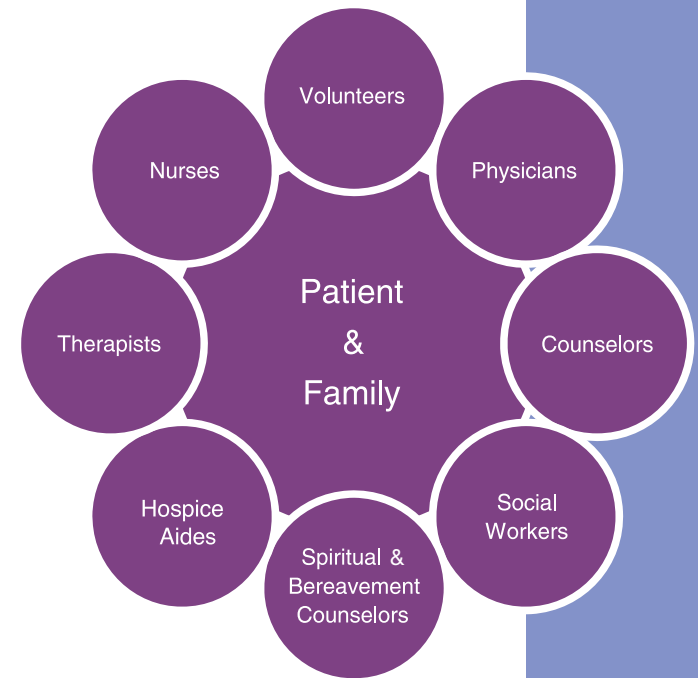 Volunteers
Nurses
Physicians
Patient
&
Family
Therapists
Counselors
Hospice
Aides
Social
Workers
Spiritual &
Bereavement
Counselors